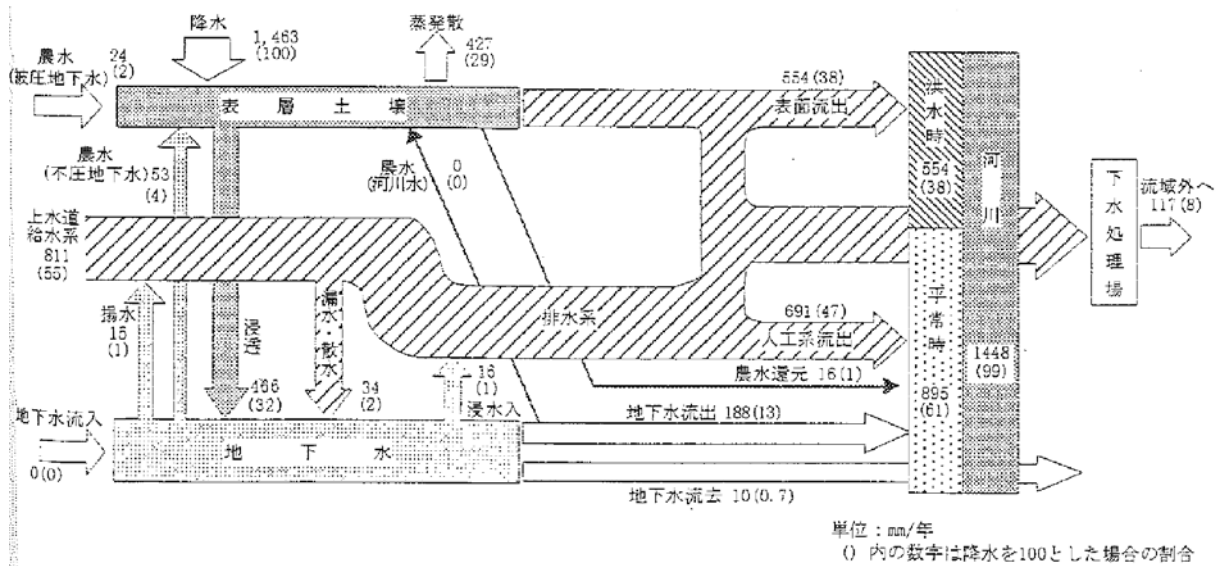 降水
1,463
(100)
蒸発散
427
(29)
農水
(被圧地下水)
24
(2)
表層土壌
554(38)
表面流出
洪水時
554
(38)
河川
下水処理場
流域外へ
117(8)
農水
(不圧地下水)53
(4)
農水
(河川水)
0
(0)
上水道
給水系
811
(55)
揚水
15
(1)
浸透
466
(32)
漏水・散水
34
(2)
排水系
691(47)
人工系流出
平常時
895
(61)
1448
(99)
16
(1)
浸水入
農水還元 16(1)
地下水流出 188(13)
地下水流入
0(0)
地下水
地下水流去 10(0.7)
単位：mm/年
() 内の数字は降水を100とした場合の割合